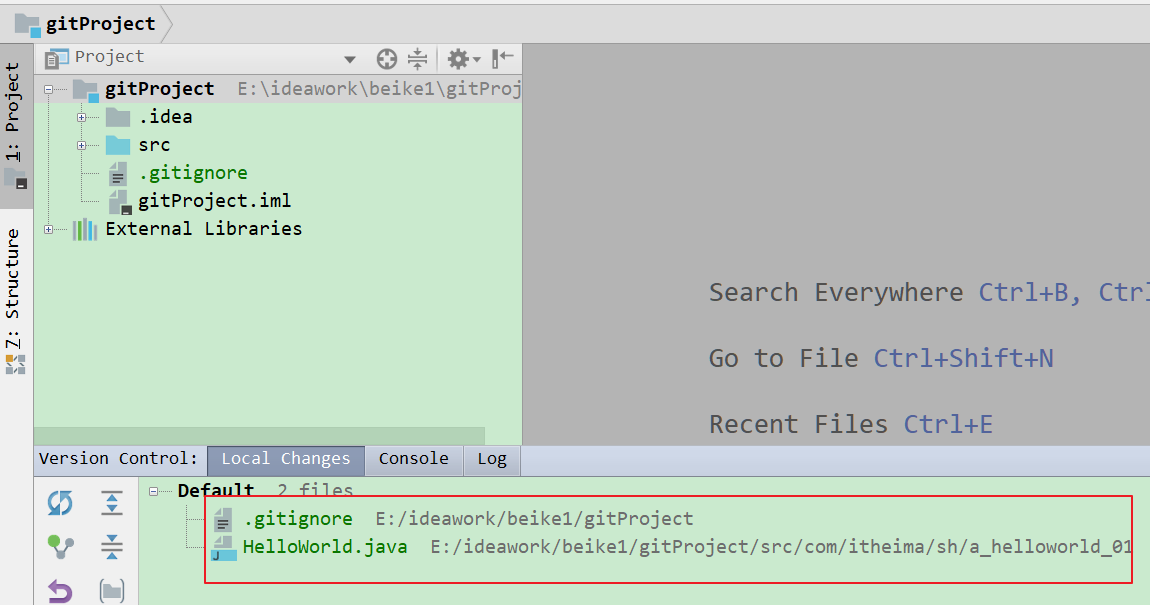 gitProject
Project
1: Project
gitProject E:\ideawork\beike1\gitProj
.idea
src
.gitignore
gitProject.iml
External Libraries
7: Structure
Search Everywhere Ctrl+B, Ctrl
Go to File Ctrl+Shift+N
Recent Files Ctrl+E
Version Control: Local Changes Console Log
Default 2 files
.gitignore E:/ideawork/beike1/gitProject
HelloWorld.java E:/ideawork/beike1/gitProject/src/com/itheima/sh/a_helloworld_01